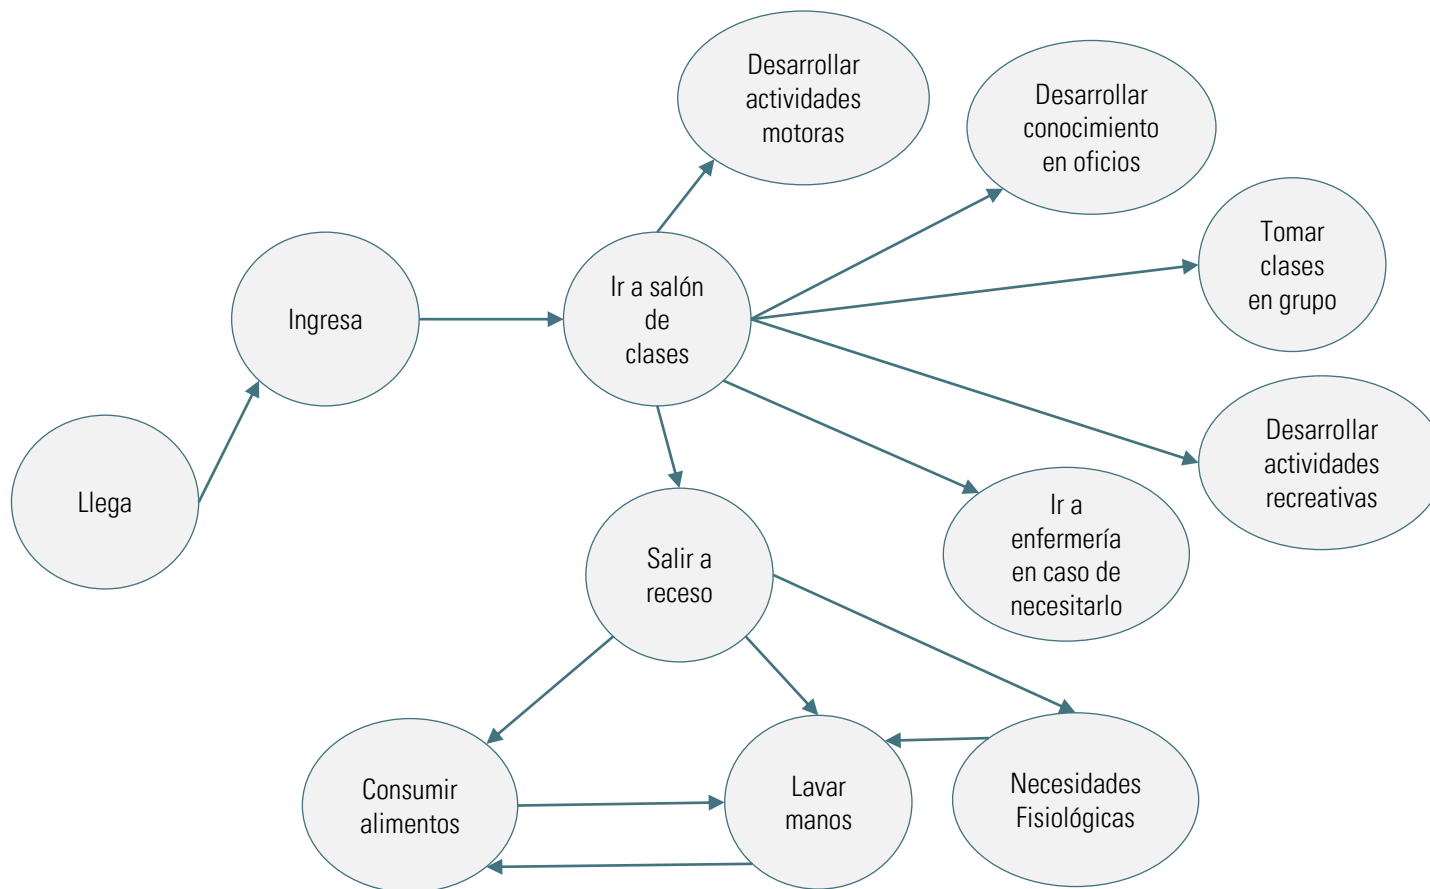 Desarrollar
actividades
motoras
Desarrollar
conocimiento
en oficios
Tomar
clases
en grupo
Ingresa
Ir a salón
de
clases
Desarrollar
actividades
recreativas
Llega
Ir a
enfermería
en caso de
necesitarlo
Salir a
receso
Consumir
alimentos
Lavar
manos
Necesidades
Fisiológicas